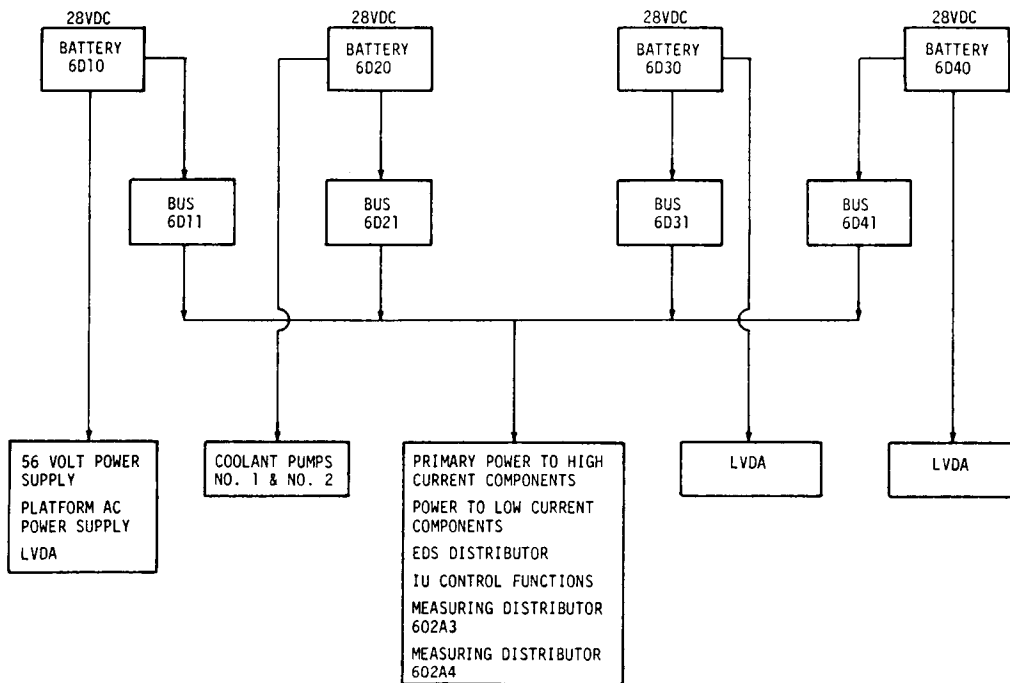 28VDC
BATTERY
6D10
28VDC
BATTERY
6D20
28VDC
BATTERY
6D30
28VDC
BATTERY
6D40
BUS
6D11
BUS
6D21
BUS
6D31
BUS
6D41
56 VOLT POWER
SUPPLY
PLATFORM AC
POWER SUPPLY
LVDA
COOLANT PUMPS
NO. 1 & NO. 2
PRIMARY POWER TO HIGH
CURRENT COMPONENTS
POWER TO LOW CURRENT
COMPONENTS
EDS DISTRIBUTOR
IU CONTROL FUNCTIONS
MEASURING DISTRIBUTOR
602A3
MEASURING DISTRIBUTOR
602A4
LVDA
LVDA